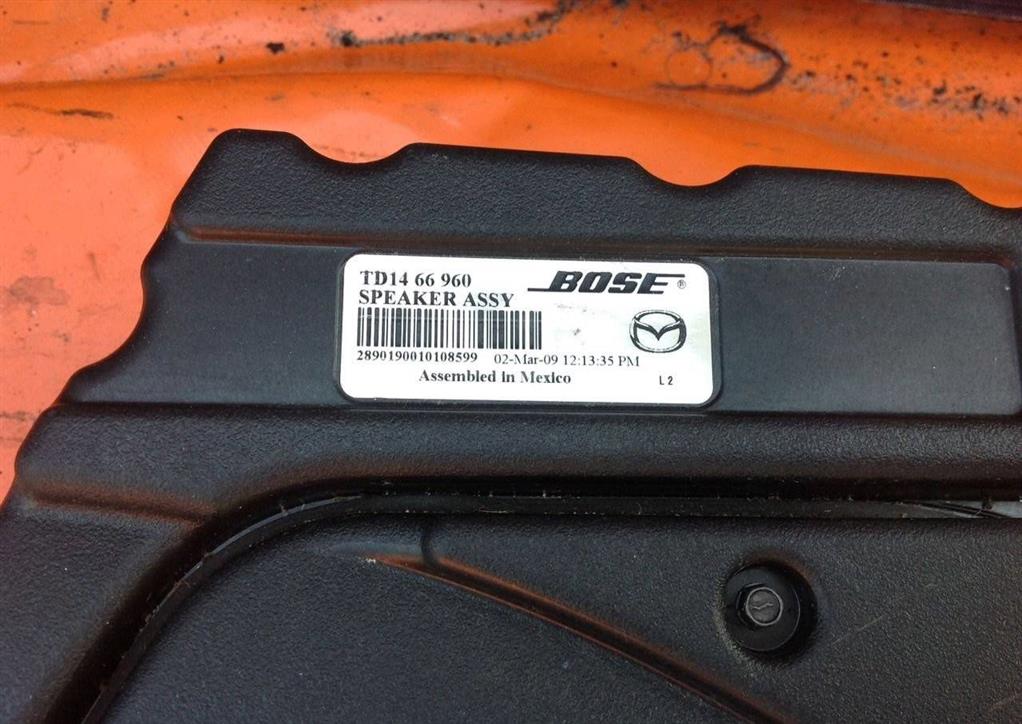 TD14 66 960
BOSE®
SPEAKER ASSY
2890190010108599 02-Mar-09 12:13:35 PM
Assembled in Mexico L2